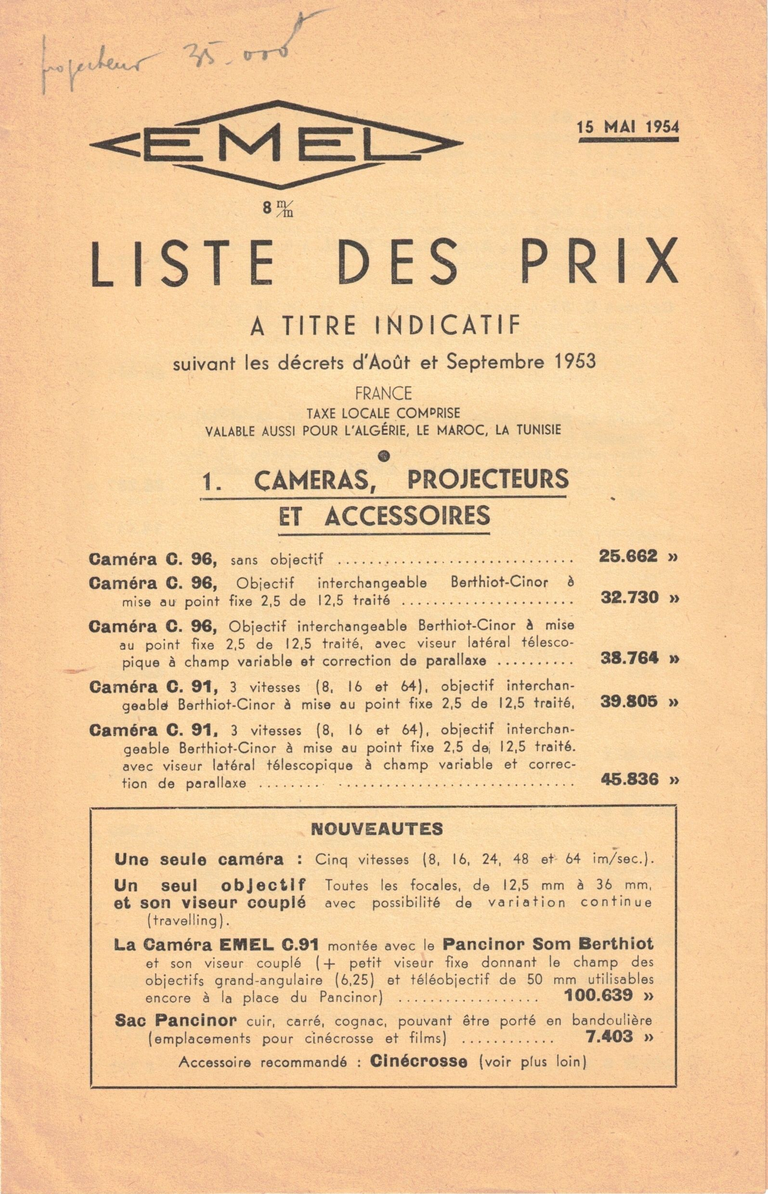 projecteur 35.000f
EMEL
15 MAI 1954
8 m/m
LISTE DES PRIX
A TITRE INDICATIF
suivant les décrets d'Août et Septembre 1953
FRANCE
TAXE LOCALE COMPRISE
VALABLE AUSSI POUR L'ALGÉRIE, LE MAROC, LA TUNISIE
1. CAMERAS, PROJECTEURS
ET ACCESSOIRES
Caméra C. 96, sans objectif .............................. 25.662 »
Caméra C. 96, Objectif interchangeable Berthiot-Cinor à
mise au point fixe 2,5 de 12,5 traité ...................... 32.730 »
Caméra C. 96, Objectif interchangeable Berthiot-Cinor à mise
au point fixe 2,5 de 12,5 traité, avec viseur latéral télesco-
pique à champ variable et correction de parallaxe .......... 38.764 »
Caméra C. 91, 3 vitesses (8, 16 et 64), objectif interchan-
geable Berthiot-Cinor à mise au point fixe 2,5 de 12,5 traité, 39.805 »
Caméra C. 91, 3 vitesses (8, 16 et 64), objectif interchan-
geable Berthiot-Cinor à mise au point fixe 2,5 de 12,5 traité.
avec viseur latéral télescopique à champ variable et correc-
tion de parallaxe ........................................ 45.836 »
NOUVEAUTES
Une seule caméra : Cinq vitesses (8, 16, 24, 48 et 64 im/sec.).
Un seul objectif Toutes les focales, de 12,5 mm à 36 mm,
et son viseur couplé avec possibilité de variation continue
(travelling).
La Caméra EMEL C.91 montée avec le Pancinor Som Berthiot
et son viseur couplé (+ petit viseur fixe donnant le champ des
objectifs grand-angulaire (6,25) et téléobjectif de 50 mm utilisables
encore à la place du Pancinor) .................. 100.639 »
Sac Pancinor cuir, carré, cognac, pouvant être porté en bandoulière
(emplacements pour cinécrosse et films) ............ 7.403 »
Accessoire recommandé : Cinécrosse (voir plus loin)